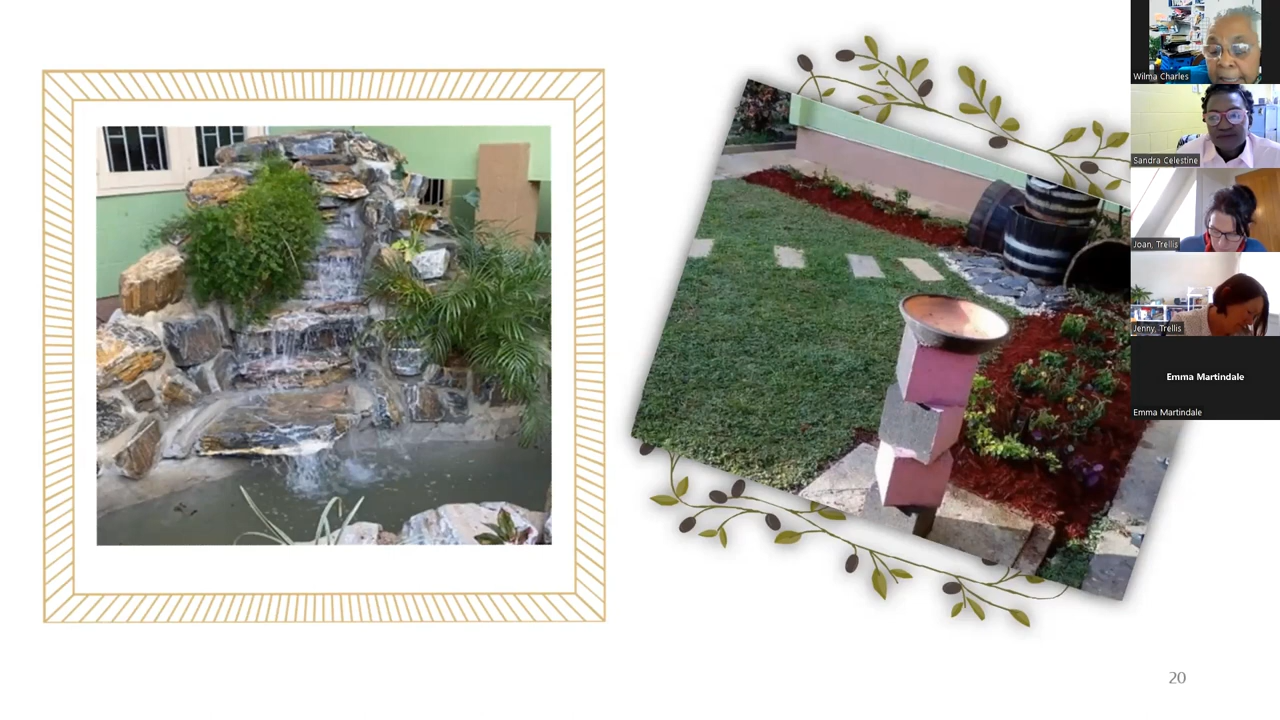 Wilma Charles
Sandra Celestine
Joan, Trellis
Jenny, Trellis
Emma Martindale
Emma Martindale
20